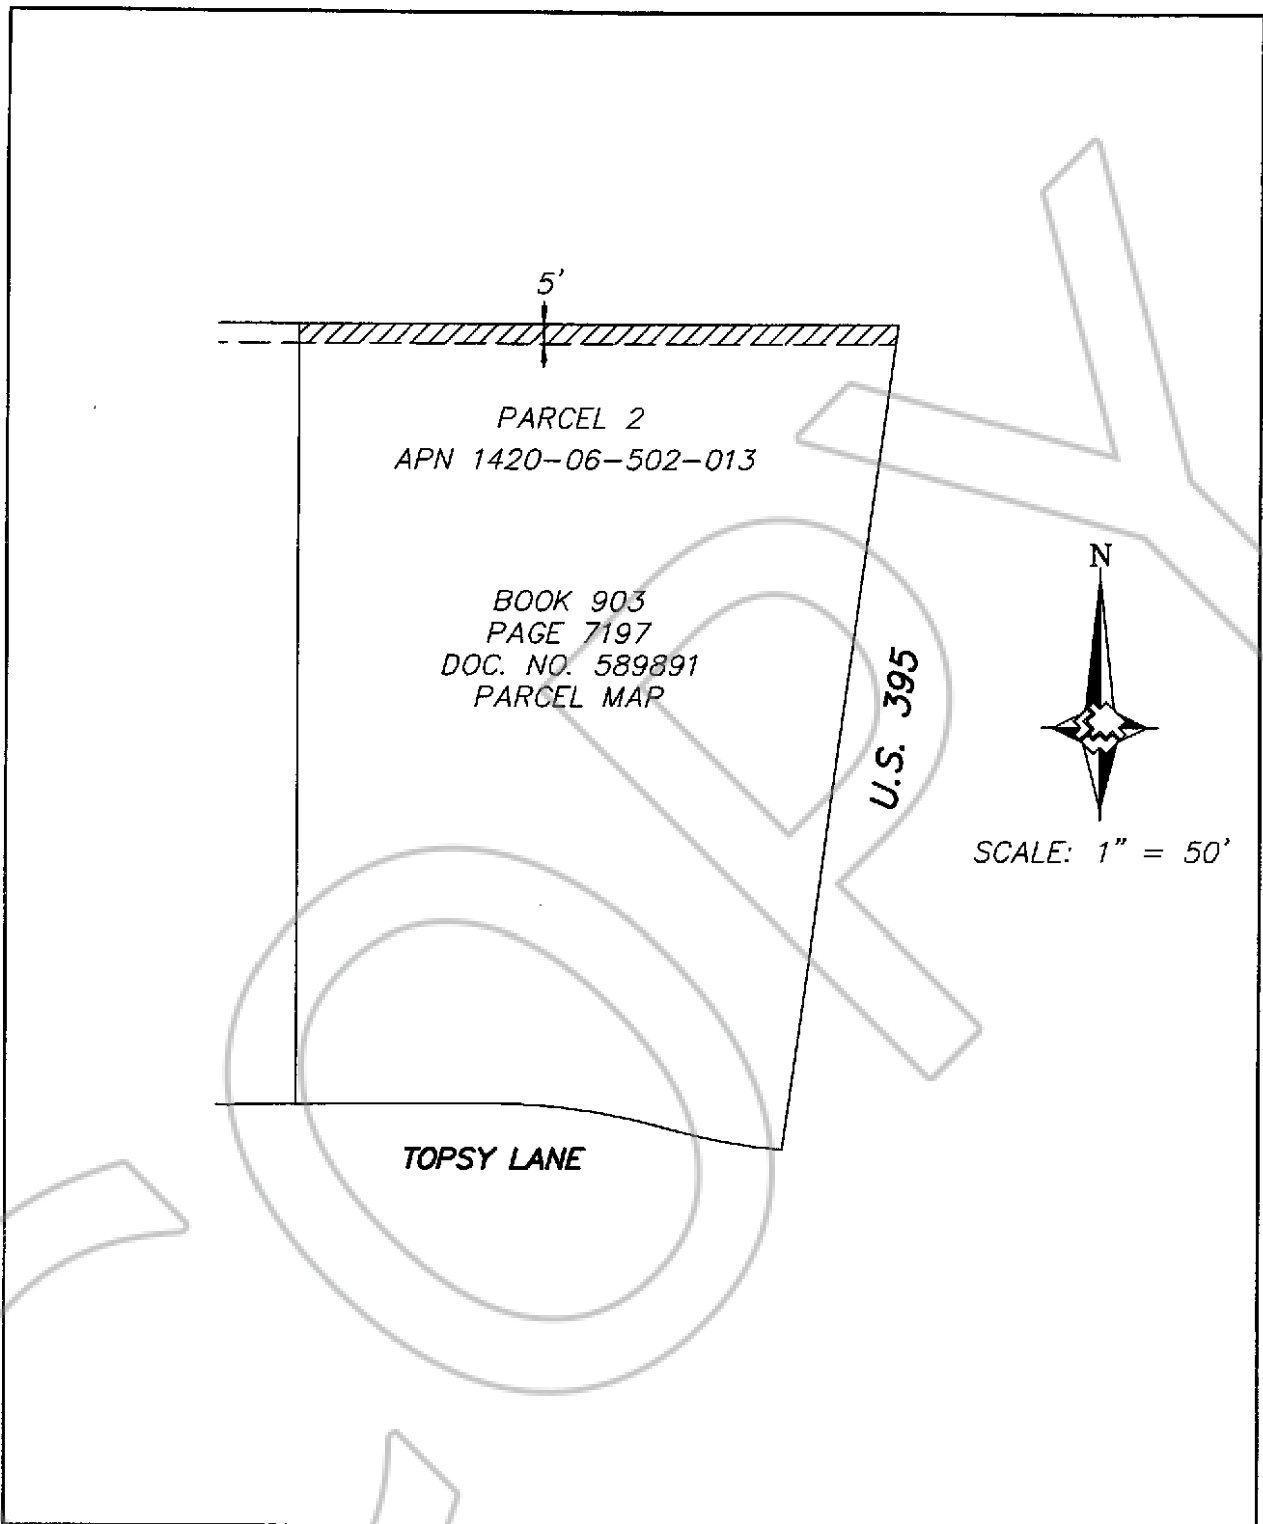 5'
PARCEL 2
APN 1420-06-502-013
BOOK 903
PAGE 7197
DOC. NO. 589891
PARCEL MAP
U.S. 395
N
SCALE: 1" = 50'
TOPSY LANE
COPY